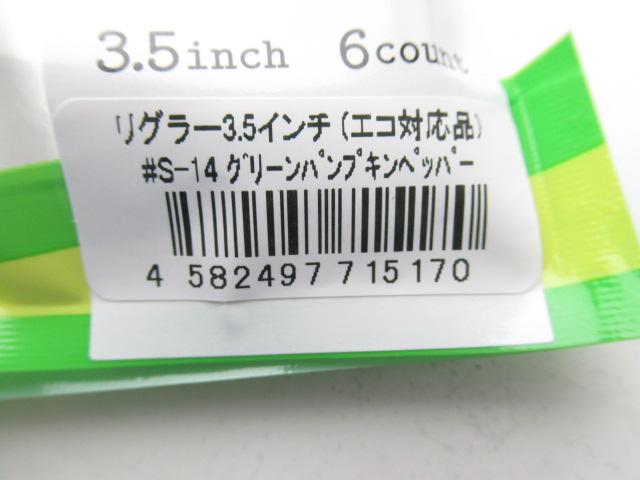 3.5inch 6count
リグラー3.5インチ(エコ対応品)
#S-14 ｸﾞﾘｰﾝﾊﾟﾝﾌﾟｷﾝﾍﾟｯﾊﾟｰ
4 582497 715170